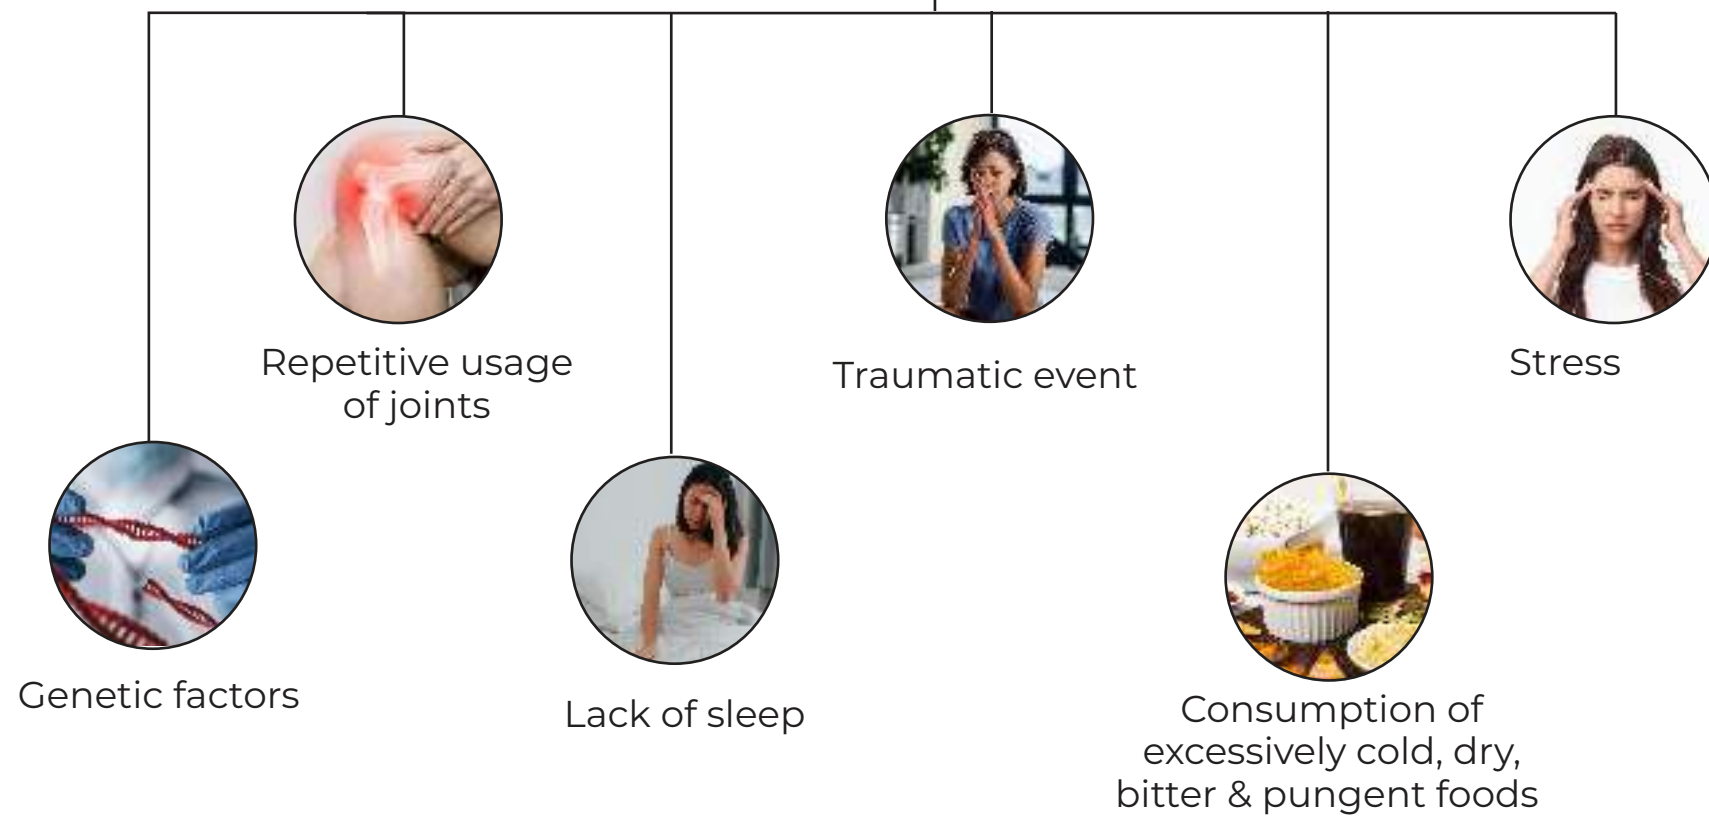 Repetitive usage
of joints
Traumatic event
Stress
Genetic factors
Lack of sleep
Consumption of
excessively cold, dry,
bitter & pungent foods